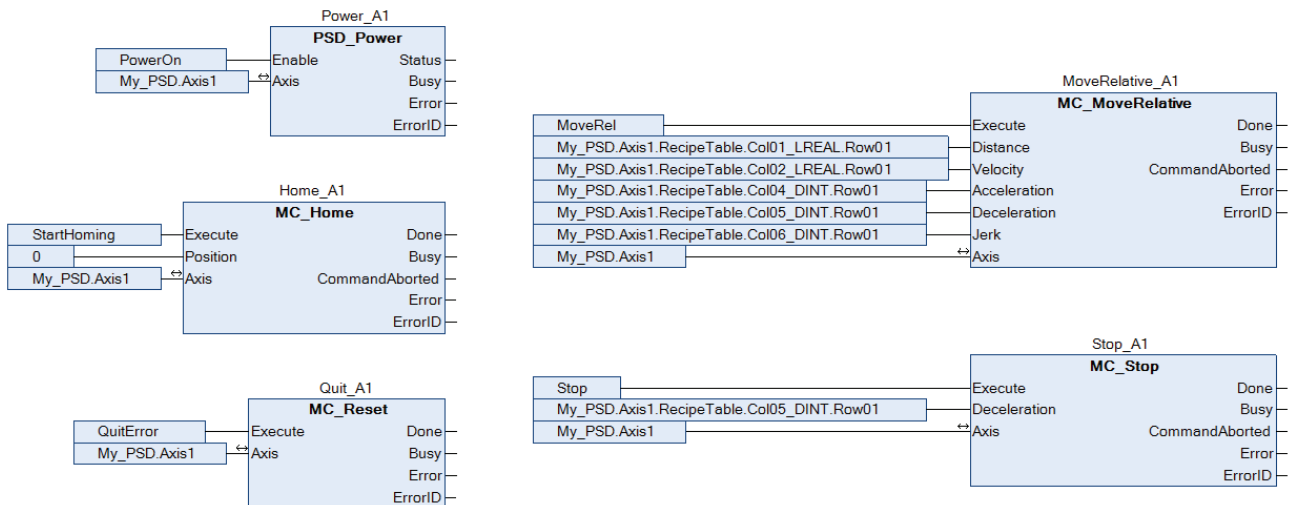 Power_A1
PSD_Power
PowerOn Enable Status
My_PSD.Axis1 Axis Busy
Error
ErrorID
Home_A1
MC_Home
StartHoming Execute Done
0 Position Busy
My_PSD.Axis1 Axis CommandAborted
Error
ErrorID
Quit_A1
MC_Reset
QuitError Execute Done
My_PSD.Axis1 Axis Busy
Error
ErrorID
MoveRelative_A1
MC_MoveRelative
MoveRel Execute Done
My_PSD.Axis1.RecipeTable.Col01_LREAL.Row01 Distance Busy
My_PSD.Axis1.RecipeTable.Col02_LREAL.Row01 Velocity CommandAborted
My_PSD.Axis1.RecipeTable.Col04_DINT.Row01 Acceleration Error
My_PSD.Axis1.RecipeTable.Col05_DINT.Row01 Deceleration ErrorID
My_PSD.Axis1.RecipeTable.Col06_DINT.Row01 Jerk
My_PSD.Axis1 Axis
Stop_A1
MC_Stop
Stop Execute Done
My_PSD.Axis1.RecipeTable.Col05_DINT.Row01 Deceleration Busy
My_PSD.Axis1 Axis CommandAborted
Error
ErrorID